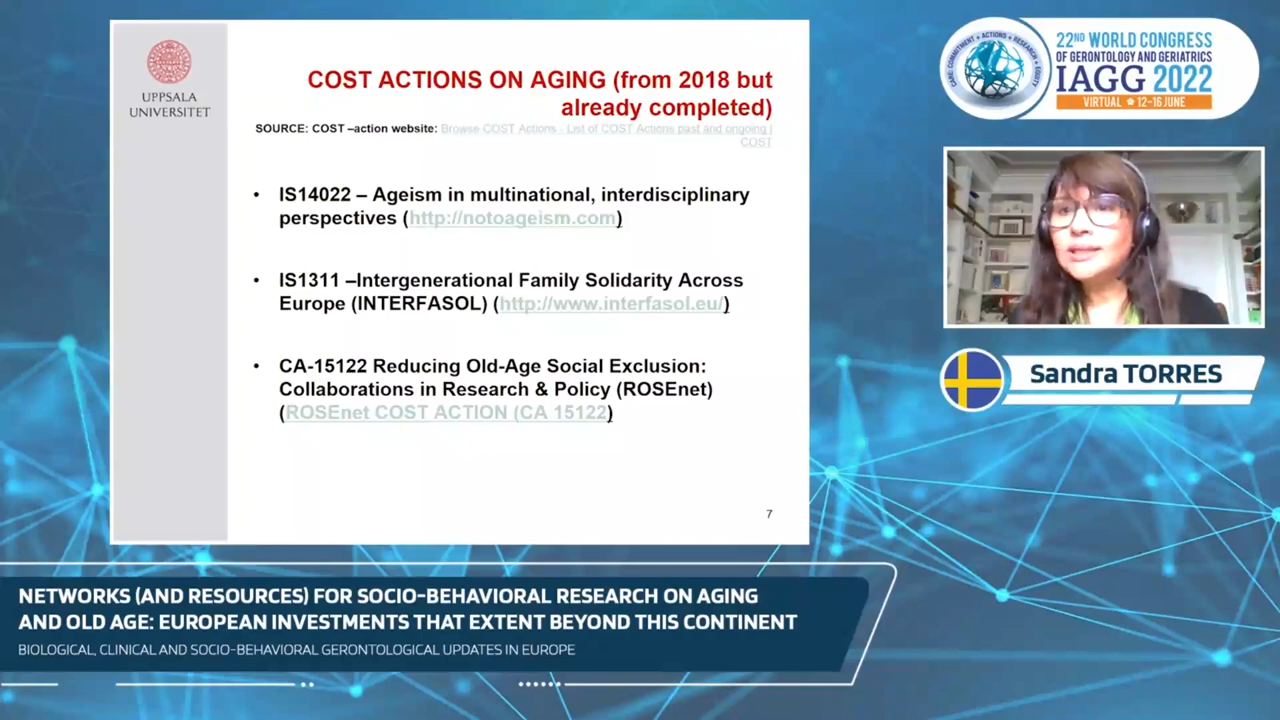 UPPSALA
UNIVERSITET
COST ACTIONS ON AGING (from 2018 but
already completed)
SOURCE: COST –action website: Browse COST Actions - List of COST Actions past and ongoing |
COST
• IS14022 – Ageism in multinational, interdisciplinary
perspectives (http://notoageism.com)
• IS1311 –Intergenerational Family Solidarity Across
Europe (INTERFASOL) (http://www.interfasol.eu/)
• CA-15122 Reducing Old-Age Social Exclusion:
Collaborations in Research & Policy (ROSEnet)
(ROSEnet COST ACTION (CA 15122)
7
22ND WORLD CONGRESS
OF GERONTOLOGY AND GERIATRICS
IAGG 2022
VIRTUAL 12-16 JUNE
Sandra TORRES
NETWORKS (AND RESOURCES) FOR SOCIO-BEHAVIORAL RESEARCH ON AGING
AND OLD AGE: EUROPEAN INVESTMENTS THAT EXTENT BEYOND THIS CONTINENT
BIOLOGICAL, CLINICAL AND SOCIO-BEHAVIORAL GERONTOLOGICAL UPDATES IN EUROPE